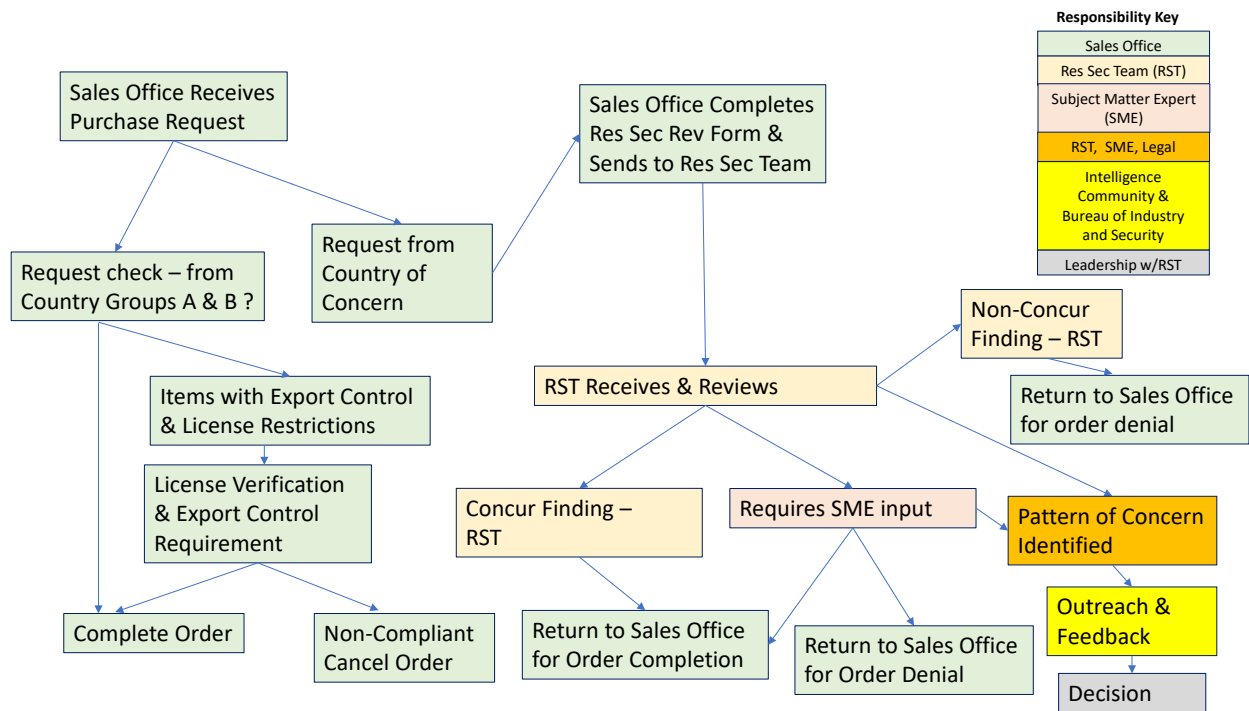 Responsibility Key
Sales Office
Res Sec Team (RST)
Subject Matter Expert
(SME)
RST, SME, Legal
Intelligence
Community &
Bureau of Industry
and Security
Leadership w/RST
Sales Office Receives
Purchase Request
Sales Office Completes
Res Sec Rev Form &
Sends to Res Sec Team
Request from
Country of
Concern
Request check – from
Country Groups A & B ?
Non-Concur
Finding – RST
Items with Export Control
& License Restrictions
RST Receives & Reviews
Return to Sales Office
for order denial
License Verification
& Export Control
Requirement
Concur Finding –
RST
Requires SME input
Pattern of Concern
Identified
Complete Order
Non-Compliant
Cancel Order
Return to Sales Office
for Order Completion
Return to Sales Office
for Order Denial
Outreach &
Feedback
Decision